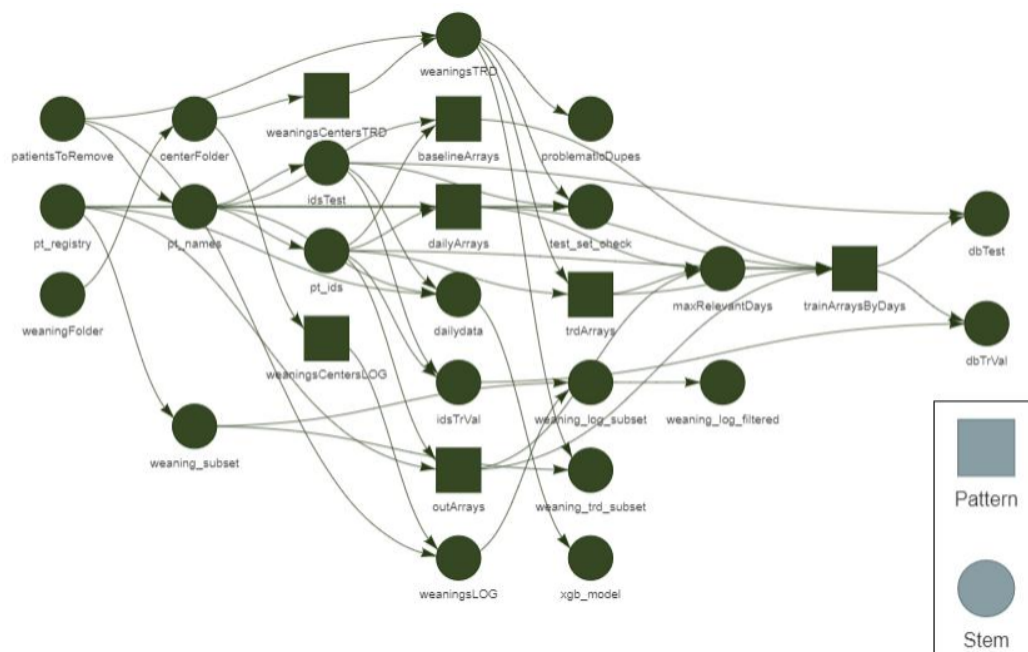 weaningsTRD
weaningsCentersTRD
patientsToRemove
centerFolder
baselineArrays
problematicDupes
idsTest
pt_registry
pt_names
dailyArrays
test_set_check
dbTest
pt_ids
weaningFolder
dailydata
trdArrays
maxRelevantDays
trainArraysByDays
weaningsCentersLOG
dbTrVal
idsTrVal
weaning_log_subset
weaning_log_filtered
weaning_subset
outArrays
weaning_trd_subset
weaningsLOG
xgb_model
Pattern
Stem